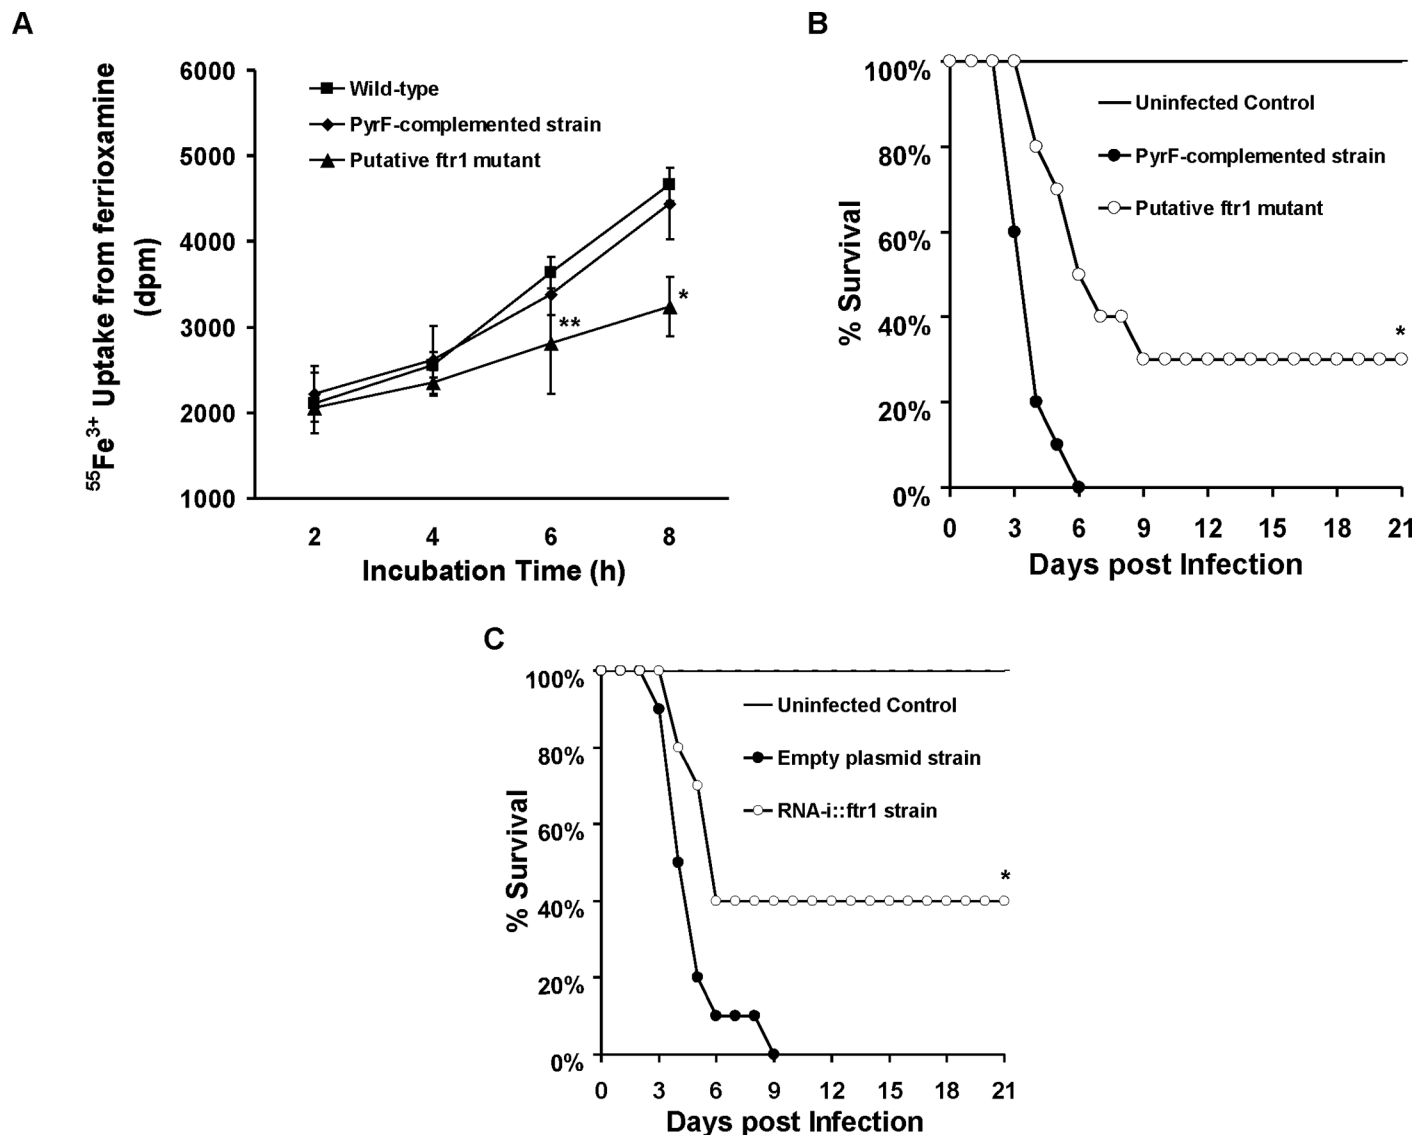 A
6000
5000
4000
3000
2000
1000
⁵⁵Fe³⁺ Uptake from ferrioxamine
(dpm)
Wild-type
PyrF-complemented strain
Putative ftr1 mutant
**
*
2 4 6 8
Incubation Time (h)
B
100%
80%
60%
40%
20%
0%
% Survival
Uninfected Control
PyrF-complemented strain
Putative ftr1 mutant
*
0 3 6 9 12 15 18 21
Days post Infection
C
100%
80%
60%
40%
20%
0%
% Survival
Uninfected Control
Empty plasmid strain
RNA-i::ftr1 strain
*
0 3 6 9 12 15 18 21
Days post Infection